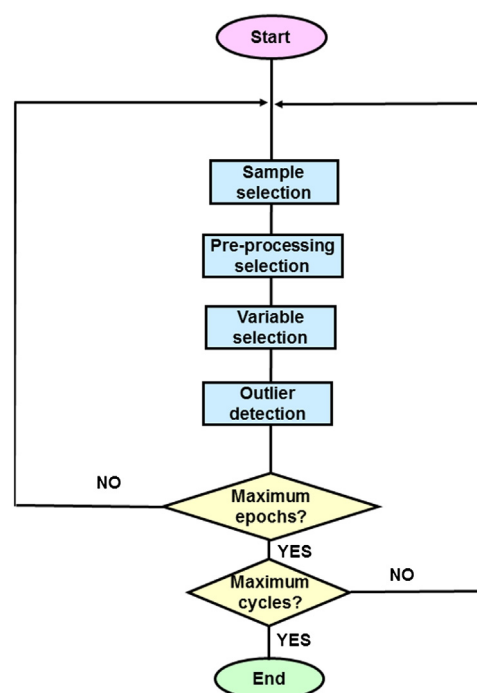 Start
Sample
selection
Pre-processing
selection
Variable
selection
Outlier
detection
NO
Maximum
epochs?
YES
Maximum
cycles?
NO
YES
End